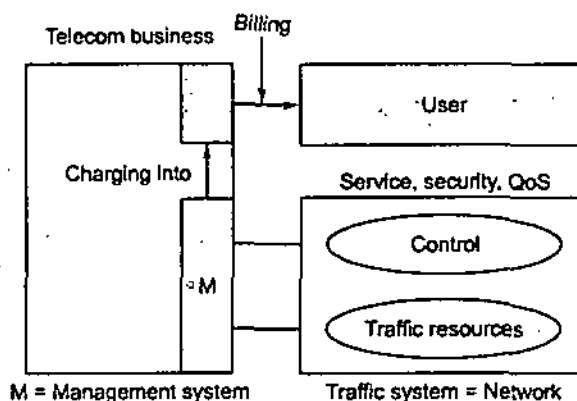 Billing
Telecom business
User
Charging Into
Service, security, QoS
Control
M
Traffic resources
M = Management system
Traffic system = Network